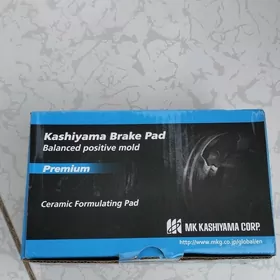 Kashiyama Brake Pad
Balanced positive mold
Premium
Ceramic Formulating Pad
MK KASHIYAMA CORP.
http://www.mkg.co.jp/global/en/